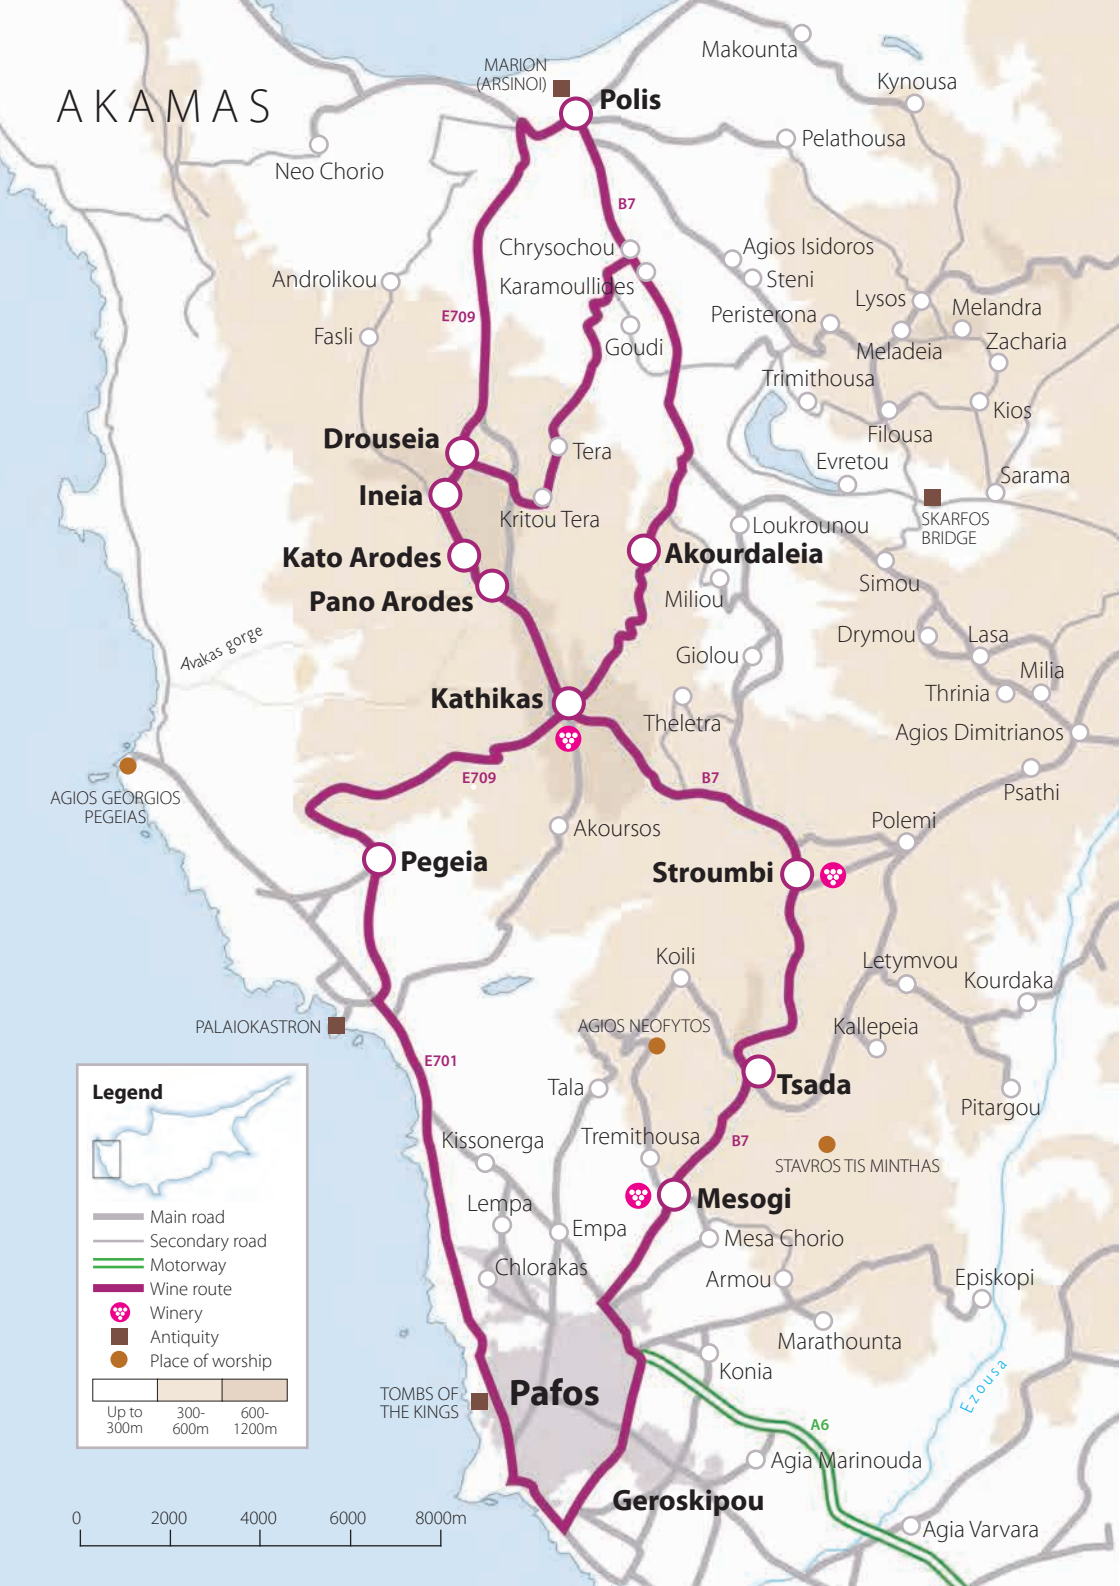 AKAMAS
MARION
(ARSINOI)
Polis
Makounta
Kynousa
Pelathousa
Neo Chorio
B7
Chrysochou
Agios Isidoros
Karamoullides
Steni
Androlikou
E709
Lysos
Melandra
Peristerona
Fasli
Goudi
Meladeia
Zacharia
Trimithousa
Kios
Filousa
Drouseia
Tera
Evretou
Sarama
Ineia
Kritou Tera
SKARFOS
BRIDGE
Loukrounou
Kato Arodes
Akourdaleia
Simou
Pano Arodes
Miliou
Avakas gorge
Drymou
Lasa
Giolou
Milia
Thrinia
Kathikas
Theletra
Agios Dimitrianos
E709
B7
Psathi
AGIOS GEORGIOS
PEGEIAS
Akoursos
Polemi
Pegeia
Stroumbi
Koili
Letymvou
Kourdaka
PALAIOKASTRON
AGIOS NEOFYTOS
Kallepeia
E701
Tala
Tsada
Pitargou
Kissonerga
Tremithousa
B7
STAVROS TIS MINTHAS
Lempa
Mesogi
Empa
Mesa Chorio
Chlorakas
Armou
Episkopi
Marathounta
Konia
Ezousa
TOMBS OF
THE KINGS
Pafos
A6
Agia Marinouda
Geroskipou
Agia Varvara
Legend
Main road
Secondary road
Motorway
Wine route
Winery
Antiquity
Place of worship
Up to
300m
300-
600m
600-
1200m
0 2000 4000 6000 8000m